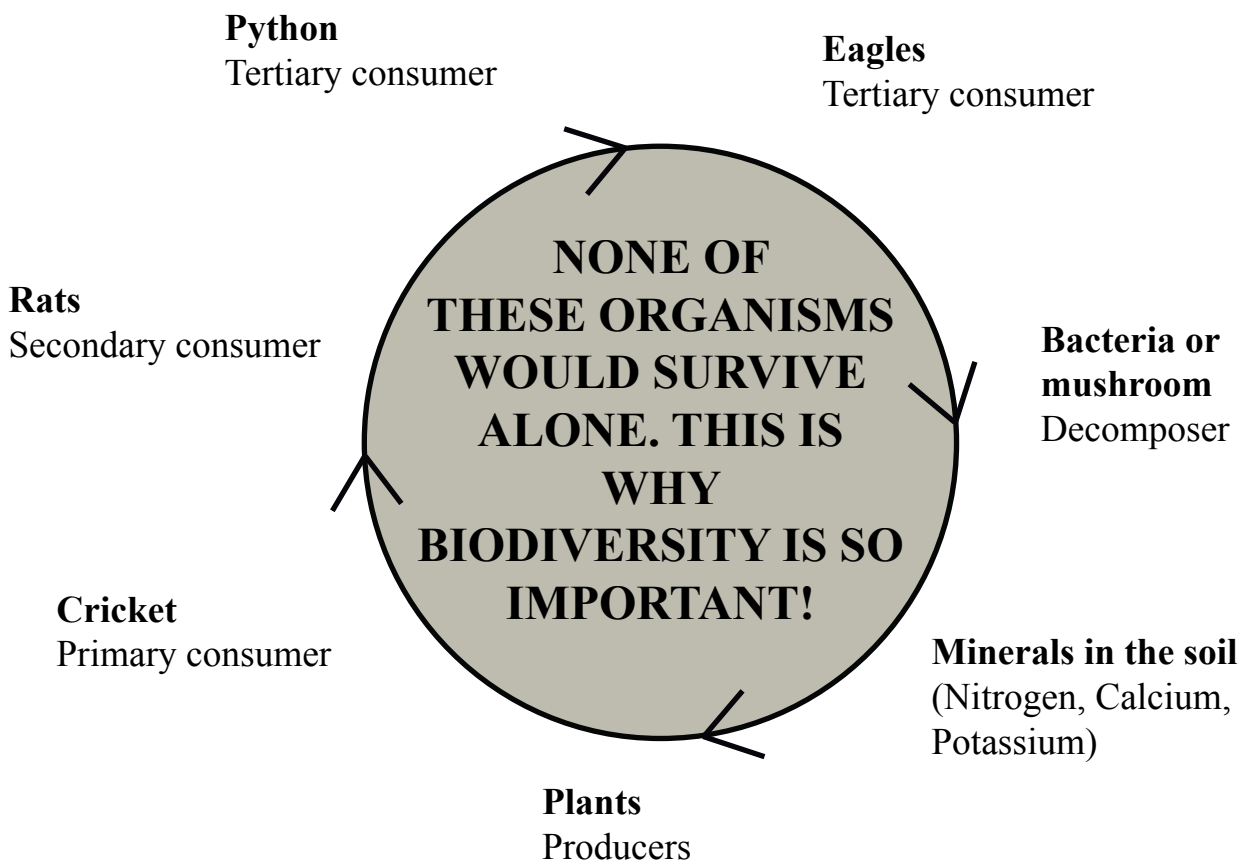 Python
Tertiary consumer
Eagles
Tertiary consumer
NONE OF
THESE ORGANISMS
WOULD SURVIVE
ALONE. THIS IS
WHY
BIODIVERSITY IS SO
IMPORTANT!
Rats
Secondary consumer
Bacteria or
mushroom
Decomposer
Cricket
Primary consumer
Minerals in the soil
(Nitrogen, Calcium,
Potassium)
Plants
Producers